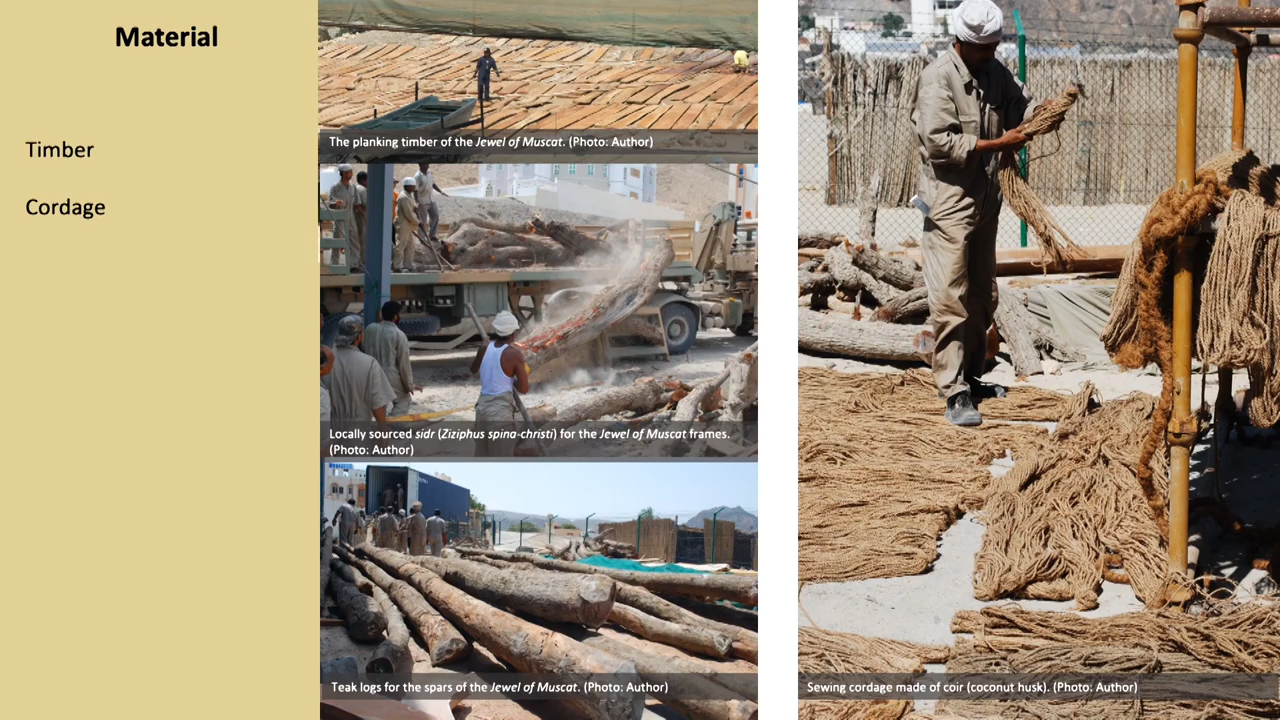 Material
Timber
Cordage
The planking timber of the Jewel of Muscat. (Photo: Author)
Locally sourced sidr (Ziziphus spina-christi) for the Jewel of Muscat frames.
(Photo: Author)
Teak logs for the spars of the Jewel of Muscat. (Photo: Author)
Sewing cordage made of coir (coconut husk). (Photo: Author)